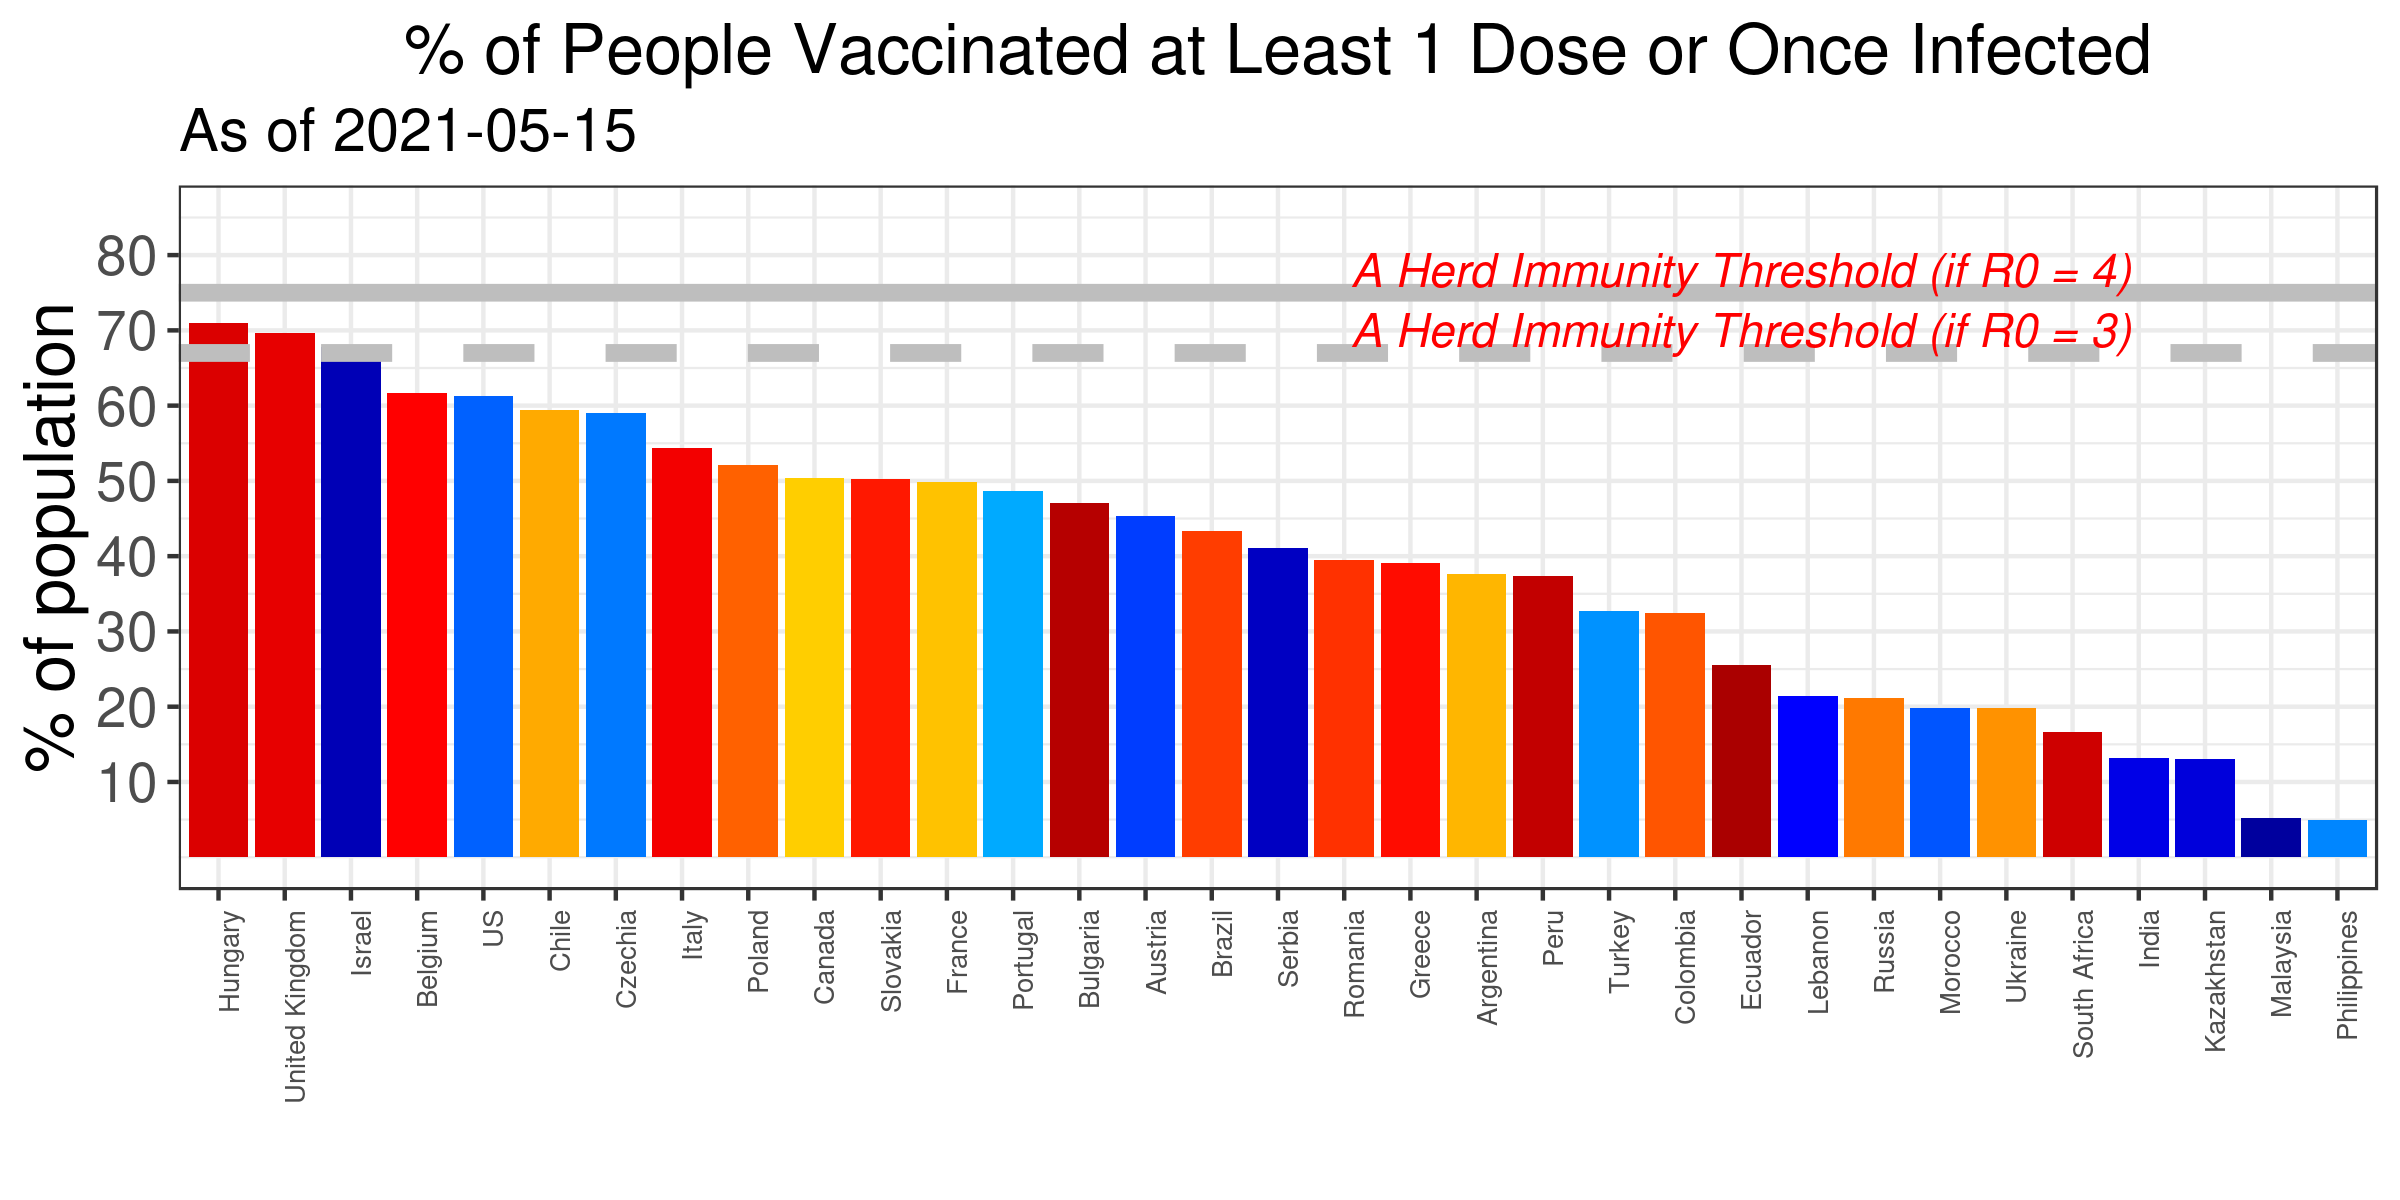 % of People Vaccinated at Least 1 Dose or Once Infected
As of 2021-05-15
% of population
80
70
60
50
40
30
20
10
A Herd Immunity Threshold (if R0 = 4)
A Herd Immunity Threshold (if R0 = 3)
Hungary
United Kingdom
Israel
Belgium
US
Chile
Czechia
Italy
Poland
Canada
Slovakia
France
Portugal
Bulgaria
Austria
Brazil
Serbia
Romania
Greece
Argentina
Peru
Turkey
Colombia
Ecuador
Lebanon
Russia
Morocco
Ukraine
South Africa
India
Kazakhstan
Malaysia
Philippines